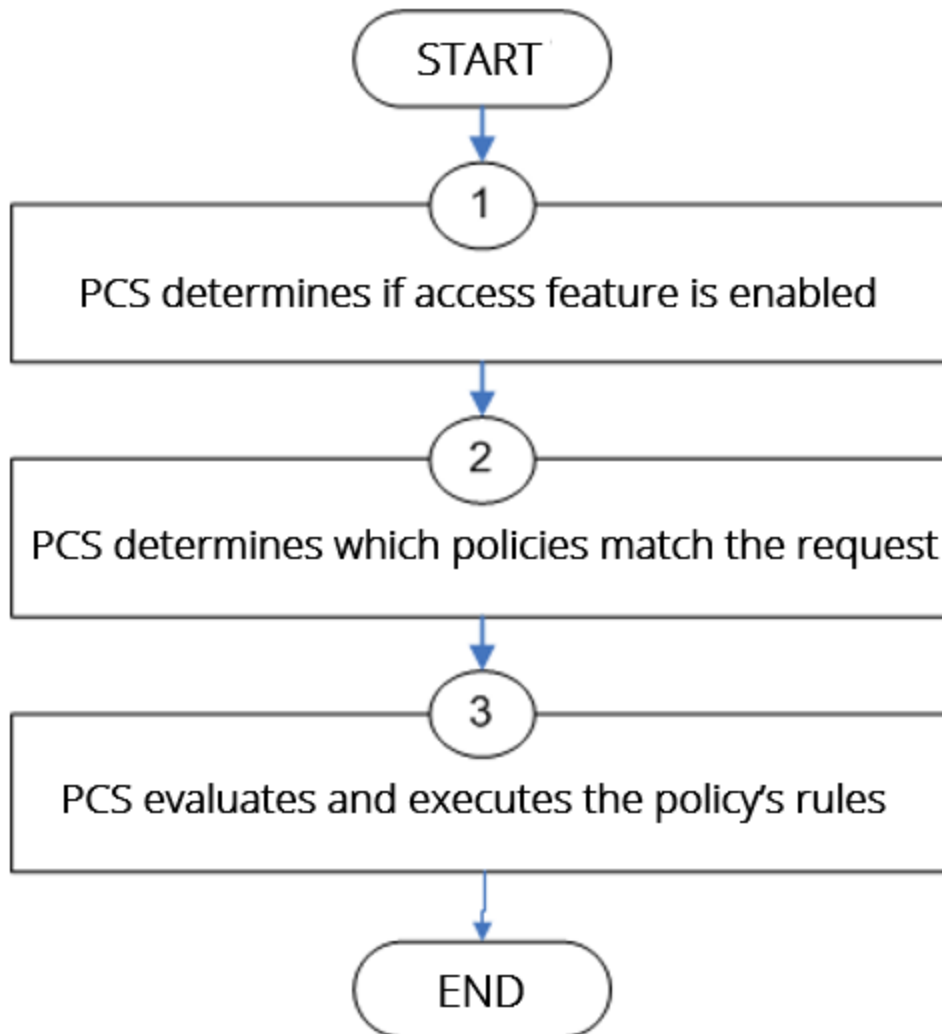 START
1
PCS determines if access feature is enabled
2
PCS determines which policies match the request
3
PCS evaluates and executes the policy’s rules
END